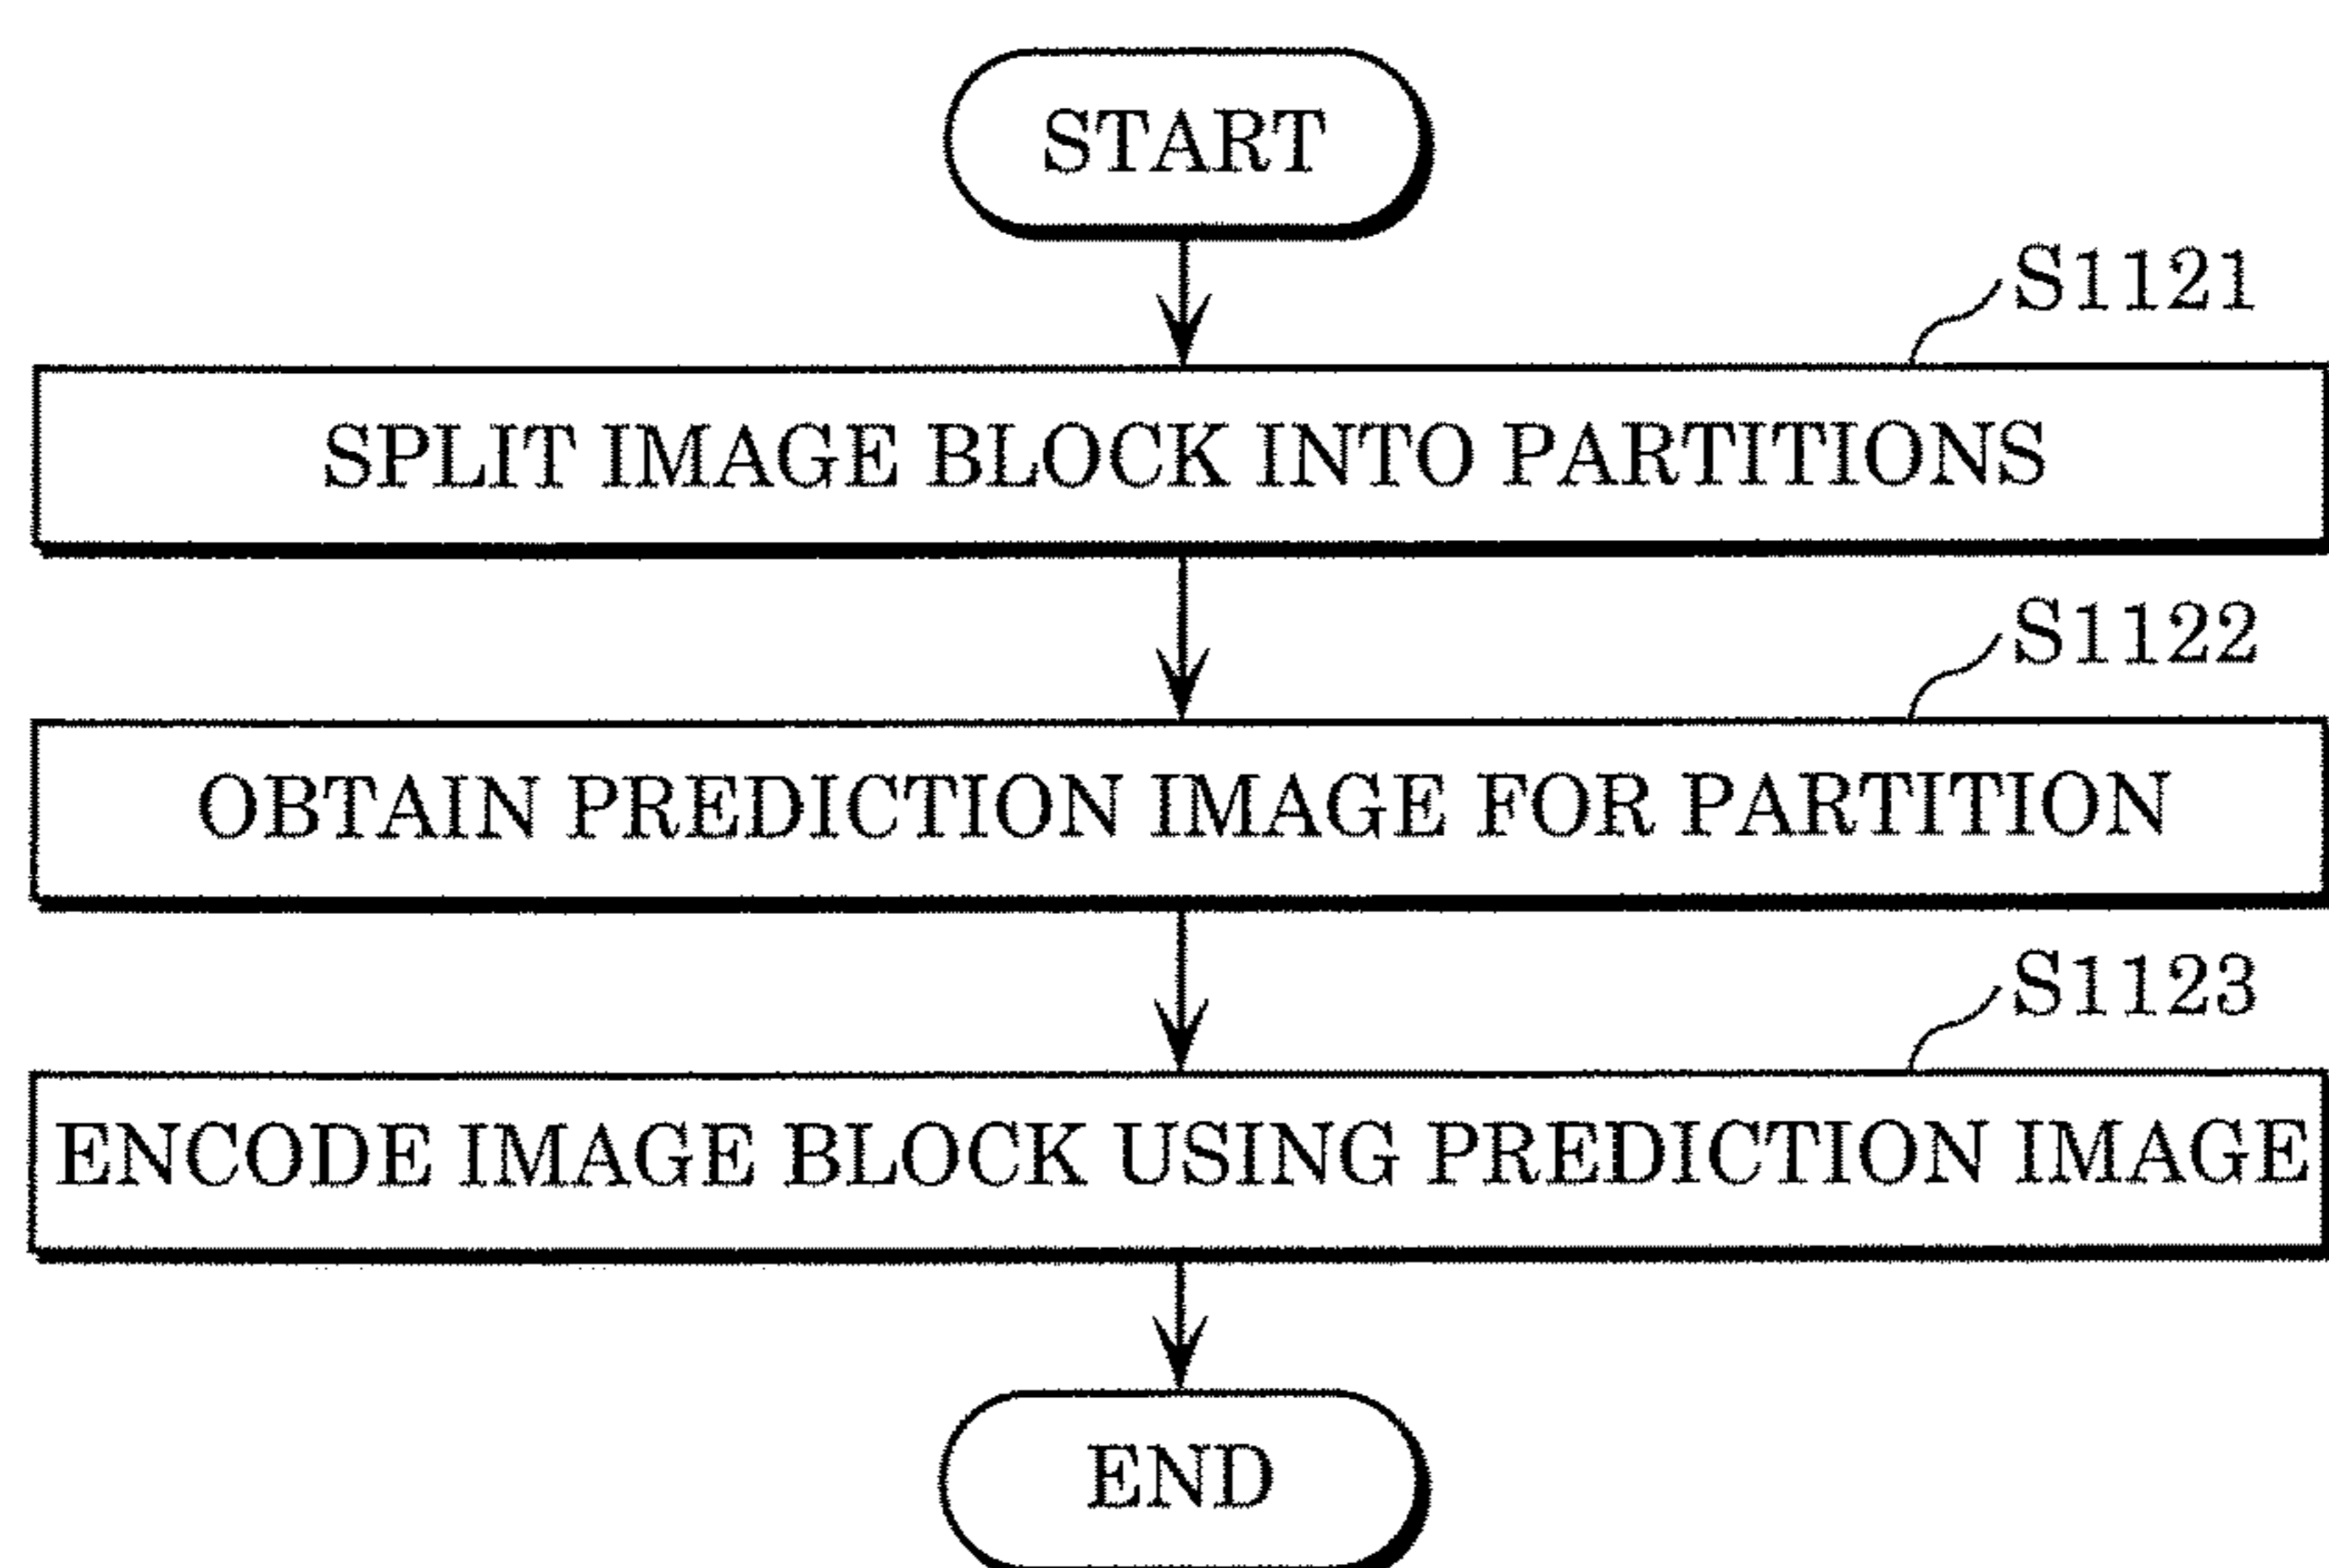 START
S1121
SPLIT IMAGE BLOCK INTO PARTITIONS
S1122
OBTAIN PREDICTION IMAGE FOR PARTITION
S1123
ENCODE IMAGE BLOCK USING PREDICTION IMAGE
END